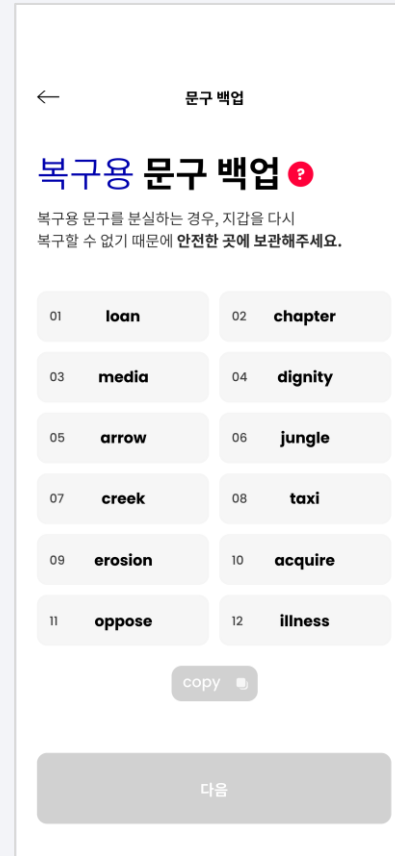 문구 백업
복구용 문구 백업 ?
복구용 문구를 분실하는 경우, 지갑을 다시
복구할 수 없기 때문에 안전한 곳에 보관해주세요.
01 loan 02 chapter
03 media 04 dignity
05 arrow 06 jungle
07 creek 08 taxi
09 erosion 10 acquire
11 oppose 12 illness
copy
다음